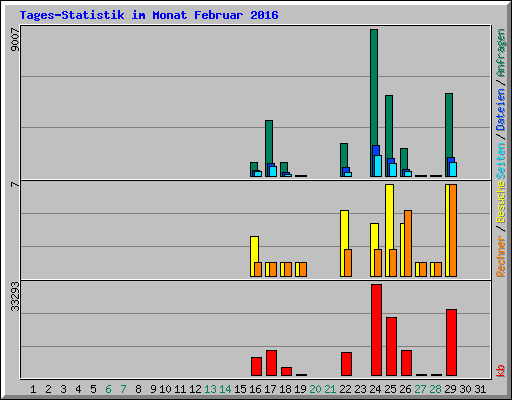 Tages-Statistik im Monat Februar 2016
9007
7
33293
Anfragen / Dateien / Seiten
Rechner / Besuche
kb
1 2 3 4 5 6 7 8 9 10 11 12 13 14 15 16 17 18 19 20 21 22 23 24 25 26 27 28 29 30 31